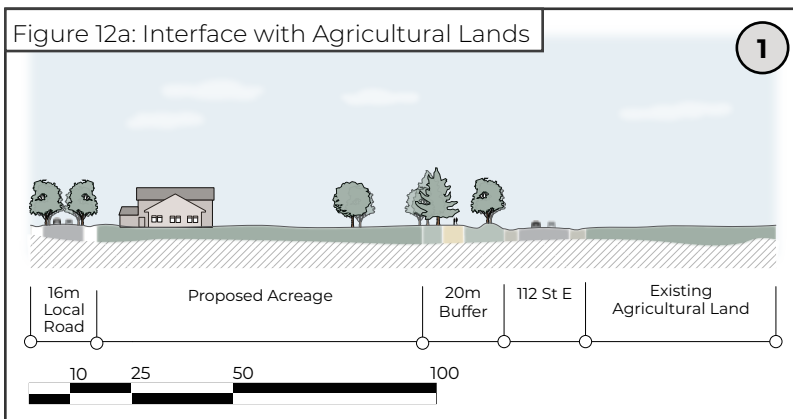 Figure 12a: Interface with Agricultural Lands
1
16m
Local
Road
Proposed Acreage
20m
Buffer
112 St E
Existing
Agricultural Land
10 25 50 100